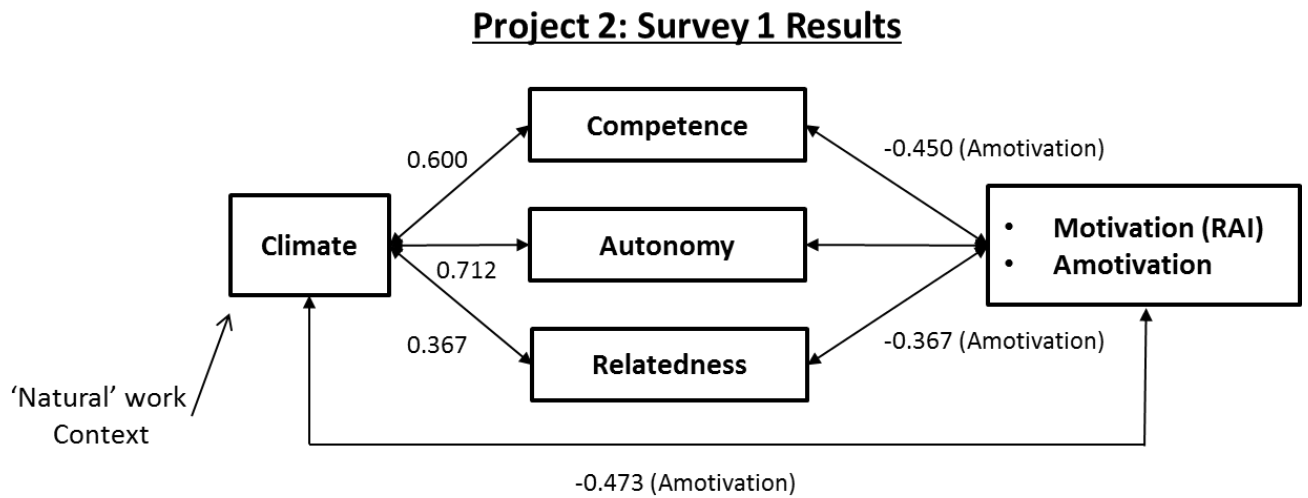 Project 2: Survey 1 Results
Competence
-0.450 (Amotivation)
0.600
Climate
Autonomy
• Motivation (RAI)
• Amotivation
0.712
0.367
Relatedness
-0.367 (Amotivation)
‘Natural’ work
Context
-0.473 (Amotivation)